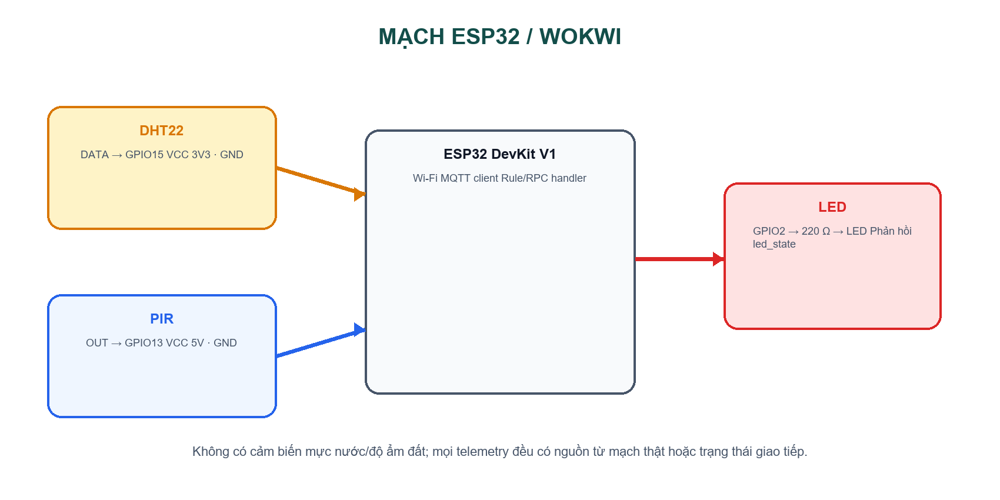 MẠCH ESP32 / WOKWI
DHT22
DATA → GPIO15 VCC 3V3 · GND
ESP32 DevKit V1
Wi-Fi MQTT client Rule/RPC handler
LED
GPIO2 → 220 Ω → LED Phản hồi
led_state
PIR
OUT → GPIO13 VCC 5V · GND
Không có cảm biến mực nước/độ ẩm đất; mọi telemetry đều có nguồn từ mạch thật hoặc trạng thái giao tiếp.